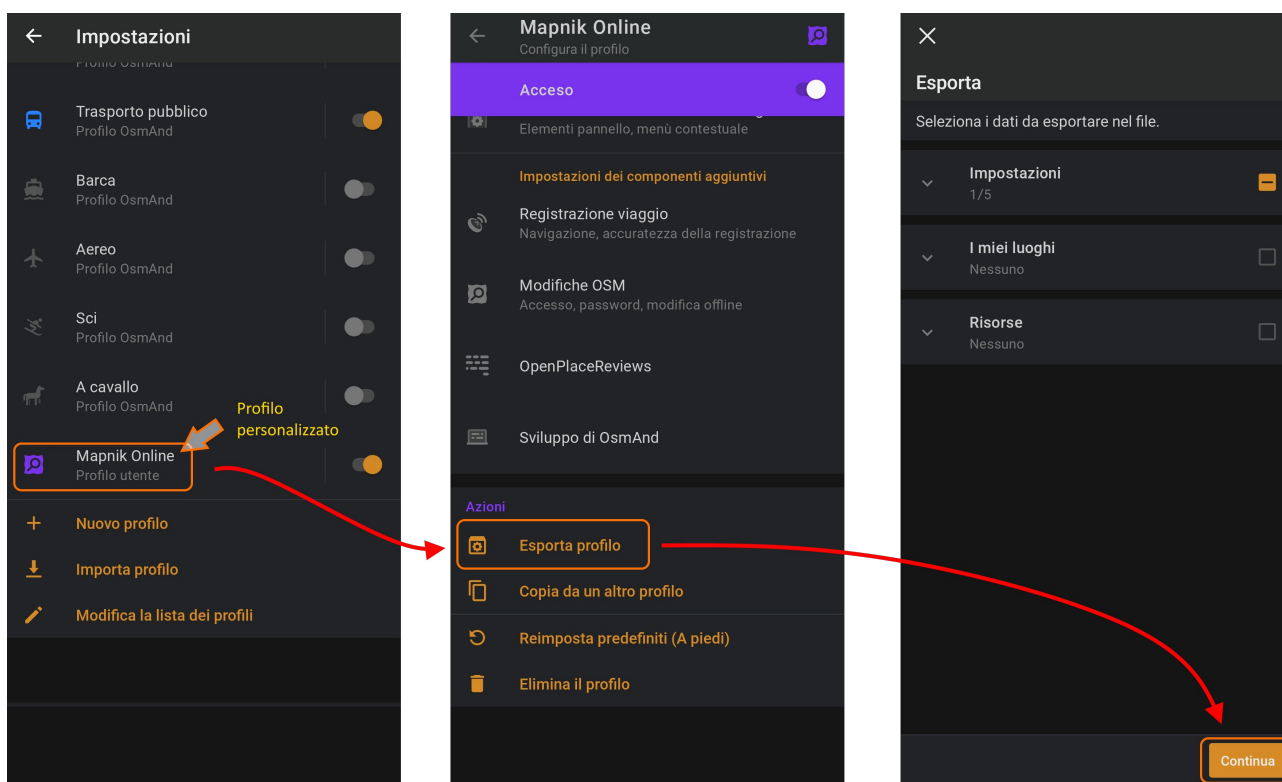 Impostazioni
Profilo OsmAnd
Trasporto pubblico
Profilo OsmAnd
Barca
Profilo OsmAnd
Aereo
Profilo OsmAnd
Sci
Profilo OsmAnd
A cavallo
Profilo OsmAnd
Profilo
personalizzato
Mapnik Online
Profilo utente
Nuovo profilo
Importa profilo
Modifica la lista dei profili
Mapnik Online
Configura il profilo
Acceso
Elementi pannello, menù contestuale
Impostazioni dei componenti aggiuntivi
Registrazione viaggio
Navigazione, accuratezza della registrazione
Modifiche OSM
Accesso, password, modifica offline
OpenPlaceReviews
Sviluppo di OsmAnd
Azioni
Esporta profilo
Copia da un altro profilo
Reimposta predefiniti (A piedi)
Elimina il profilo
Esporta
Seleziona i dati da esportare nel file.
Impostazioni
1/5
I miei luoghi
Nessuno
Risorse
Nessuno
Continua